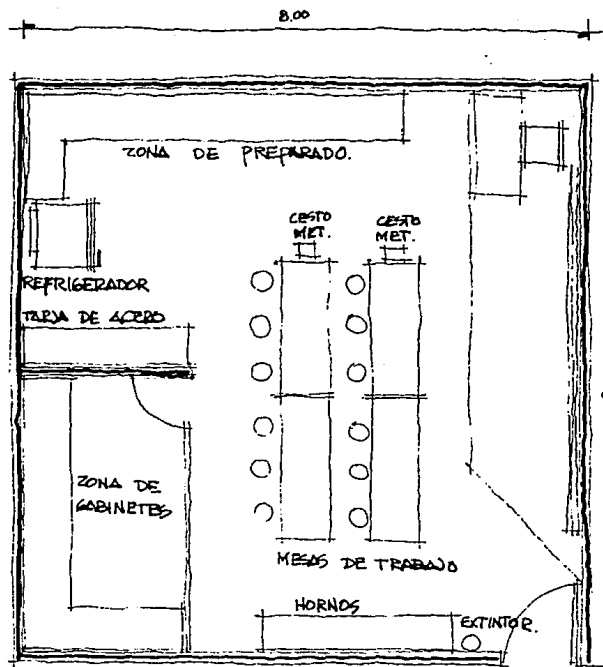 8.00
ZONA DE PREPARADO.
CESTO
MET.
CESTO
MET.
REFRIGERADOR
TARJA DE ACERO
ZONA DE
GABINETES
MESAS DE TRABAJO
HORNOS
EXTINTOR.